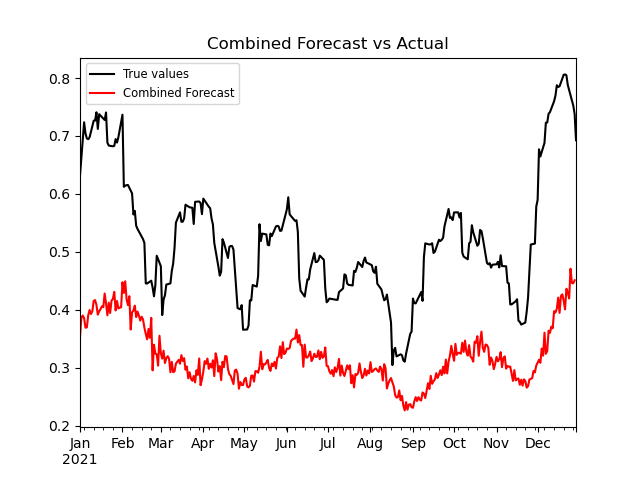 Combined Forecast vs Actual
True values
Combined Forecast
0.8
0.7
0.6
0.5
0.4
0.3
0.2
Jan Feb Mar Apr May Jun Jul Aug Sep Oct Nov Dec
2021